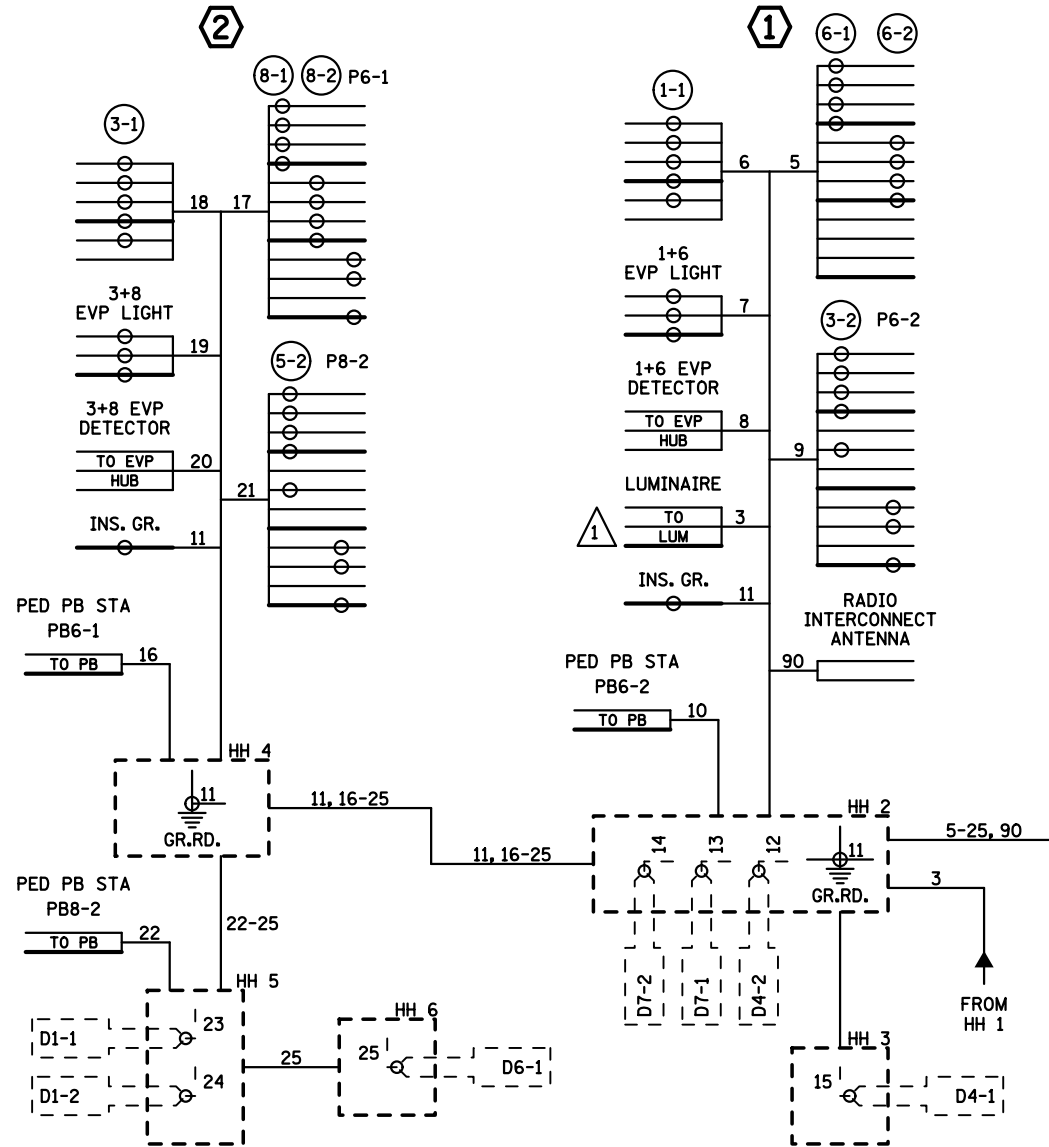 2
8-1 8-2 P6-1
3-1
18 17
3+8
EVP LIGHT
19
5-2 P8-2
3+8 EVP
DETECTOR
TO EVP
HUB
20
21
INS. GR.
11
PED PB STA
PB6-1
TO PB
16
HH 4
11
GR.RD.
11, 16-25
PED PB STA
PB8-2
TO PB
22
22-25
HH 5
D1-1
23
D1-2
24
25
HH 6
25
D6-1
1
6-1 6-2
1-1
6 5
1+6
EVP LIGHT
7
3-2 P6-2
1+6 EVP
DETECTOR
TO EVP
HUB
8
9
LUMINAIRE
1
TO
LUM
3
INS. GR.
11
RADIO
INTERCONNECT
ANTENNA
90
PED PB STA
PB6-2
TO PB
10
HH 2
11, 16-25
14 13 12
11
GR.RD.
5-25, 90
3
D7-2 D7-1 D4-2
FROM
HH 1
HH 3
15
D4-1